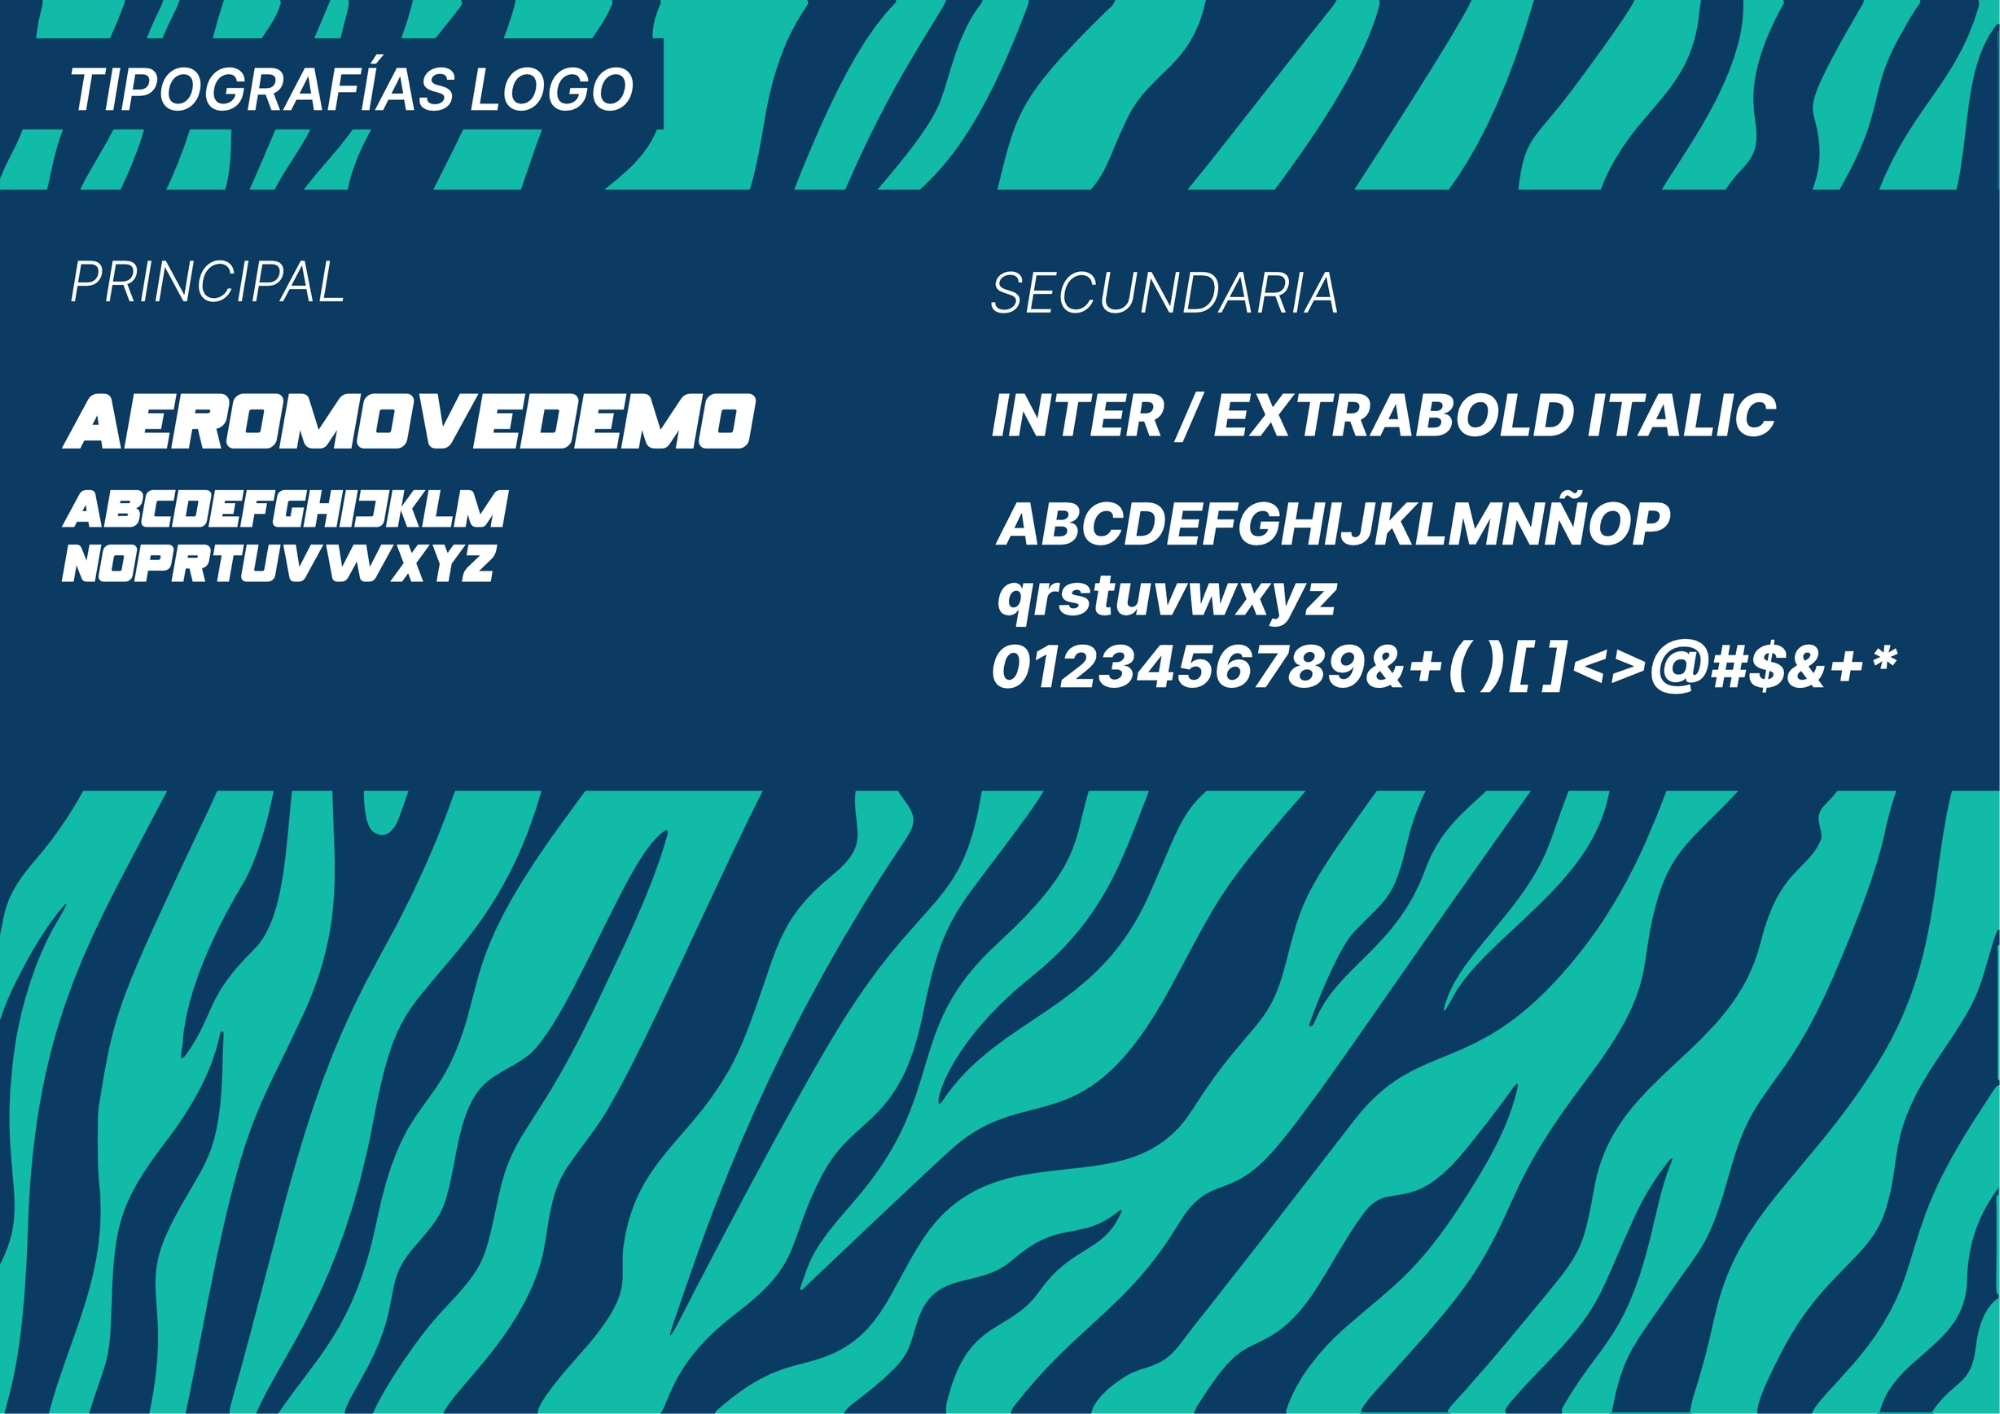 TIPOGRAFÍAS LOGO
PRINCIPAL
AEROMOVEDEMO
ABCDEFGHIJKLM
NOPRTUVWXYZ
SECUNDARIA
INTER / EXTRABOLD ITALIC
ABCDEFGHIJKLMNÑOP
qrstuvwxyz
0123456789&+( )[ ]<>@#$&+*